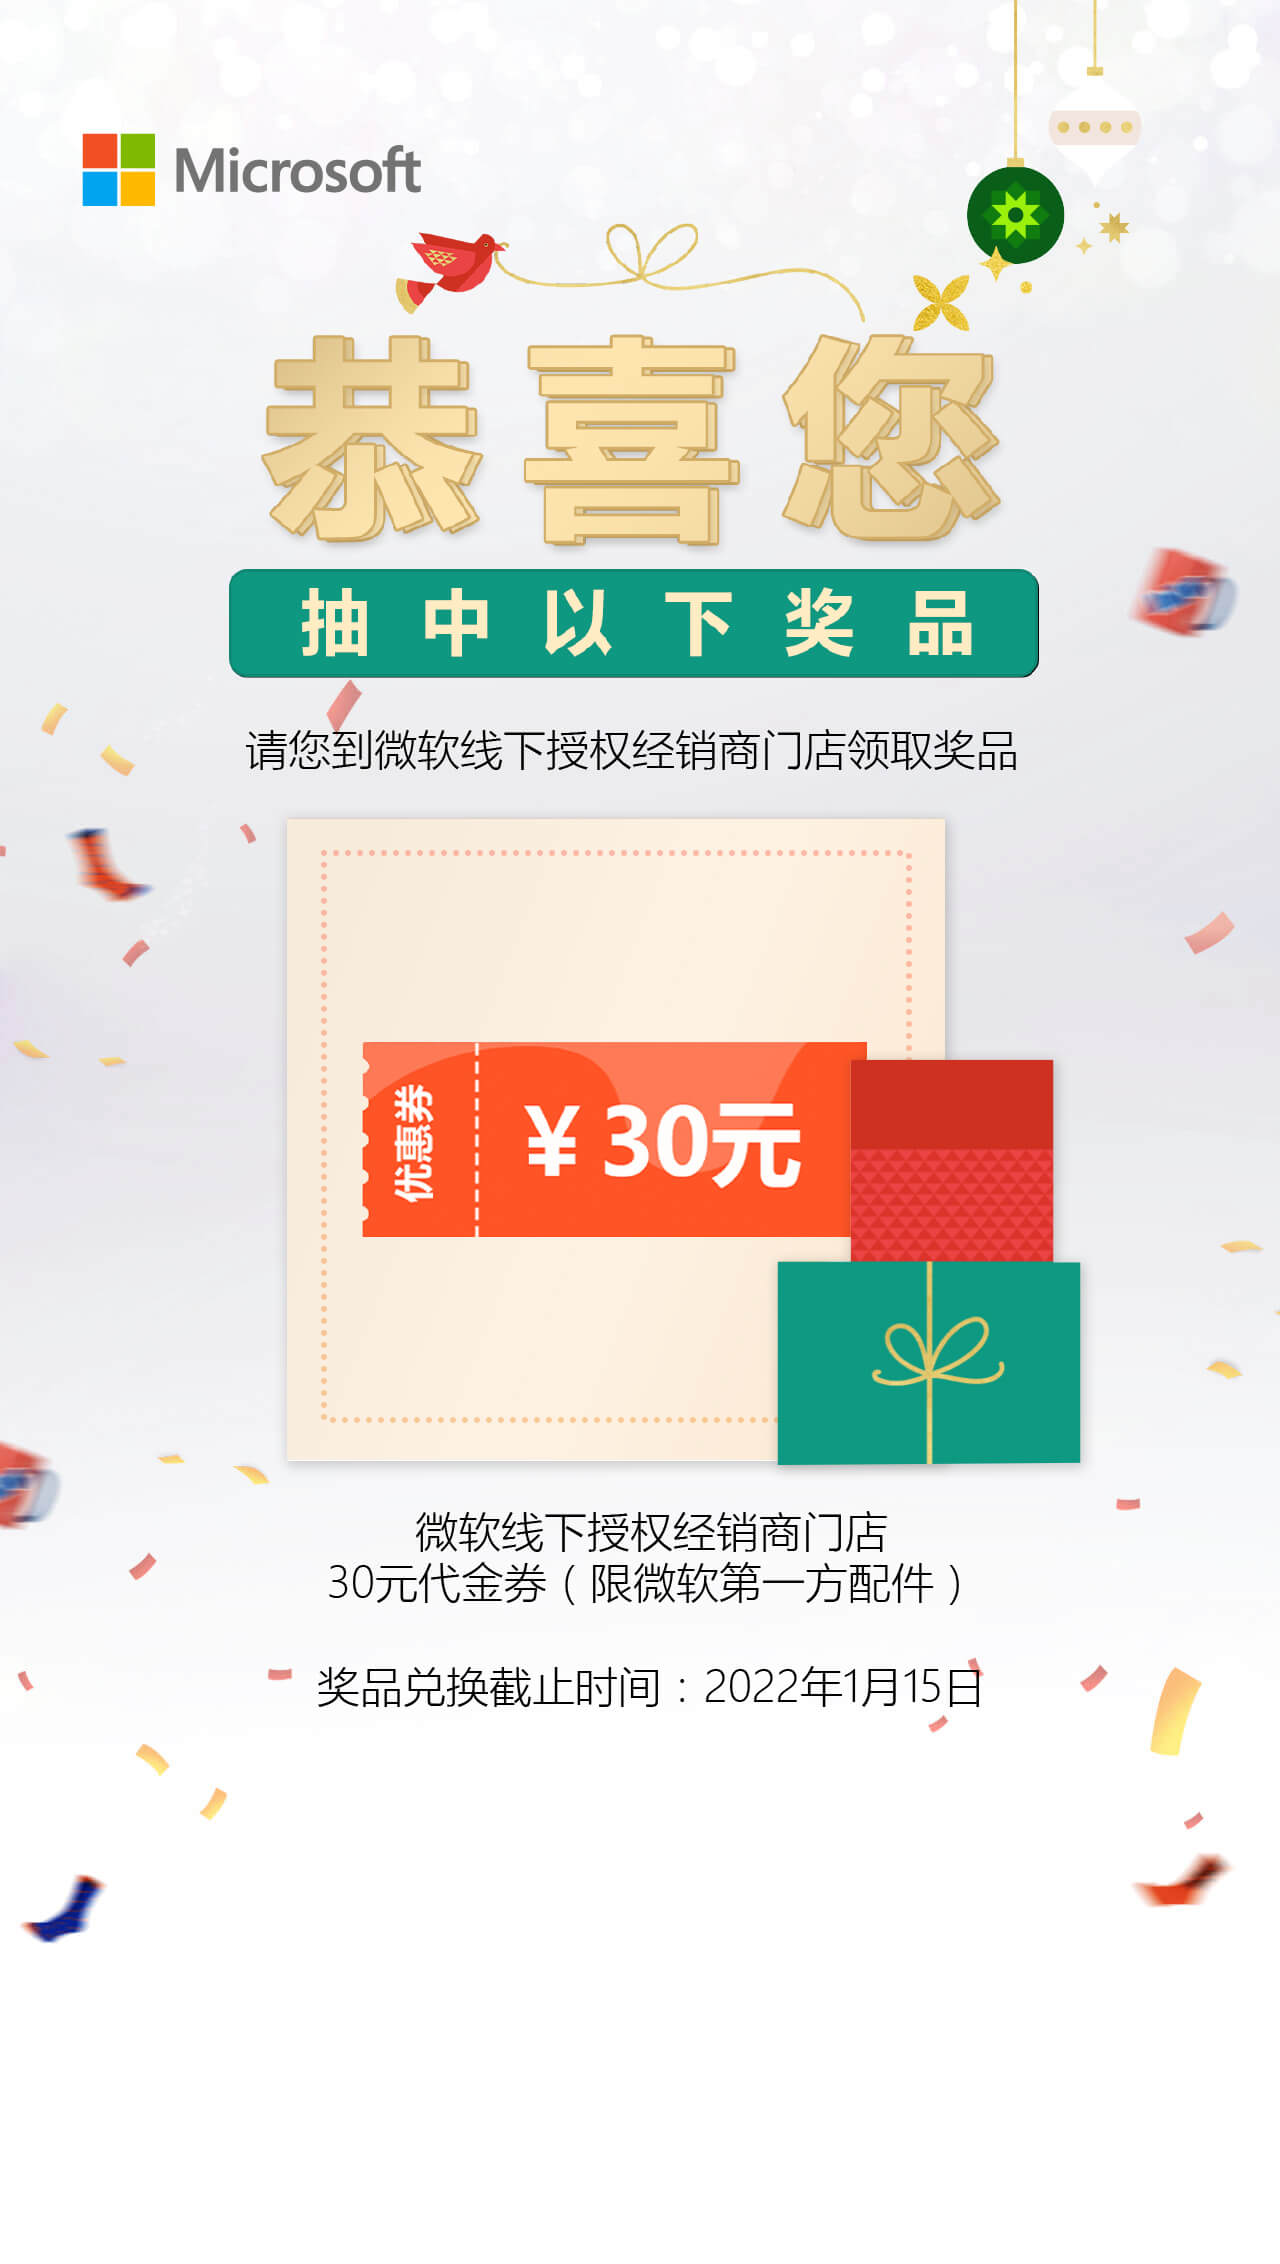 Microsoft
恭喜您
抽中以下奖品
请您到微软线下授权经销商门店领取奖品
优惠券
¥30元
微软线下授权经销商门店
30元代金券（限微软第一方配件）
奖品兑换截止时间：2022年1月15日